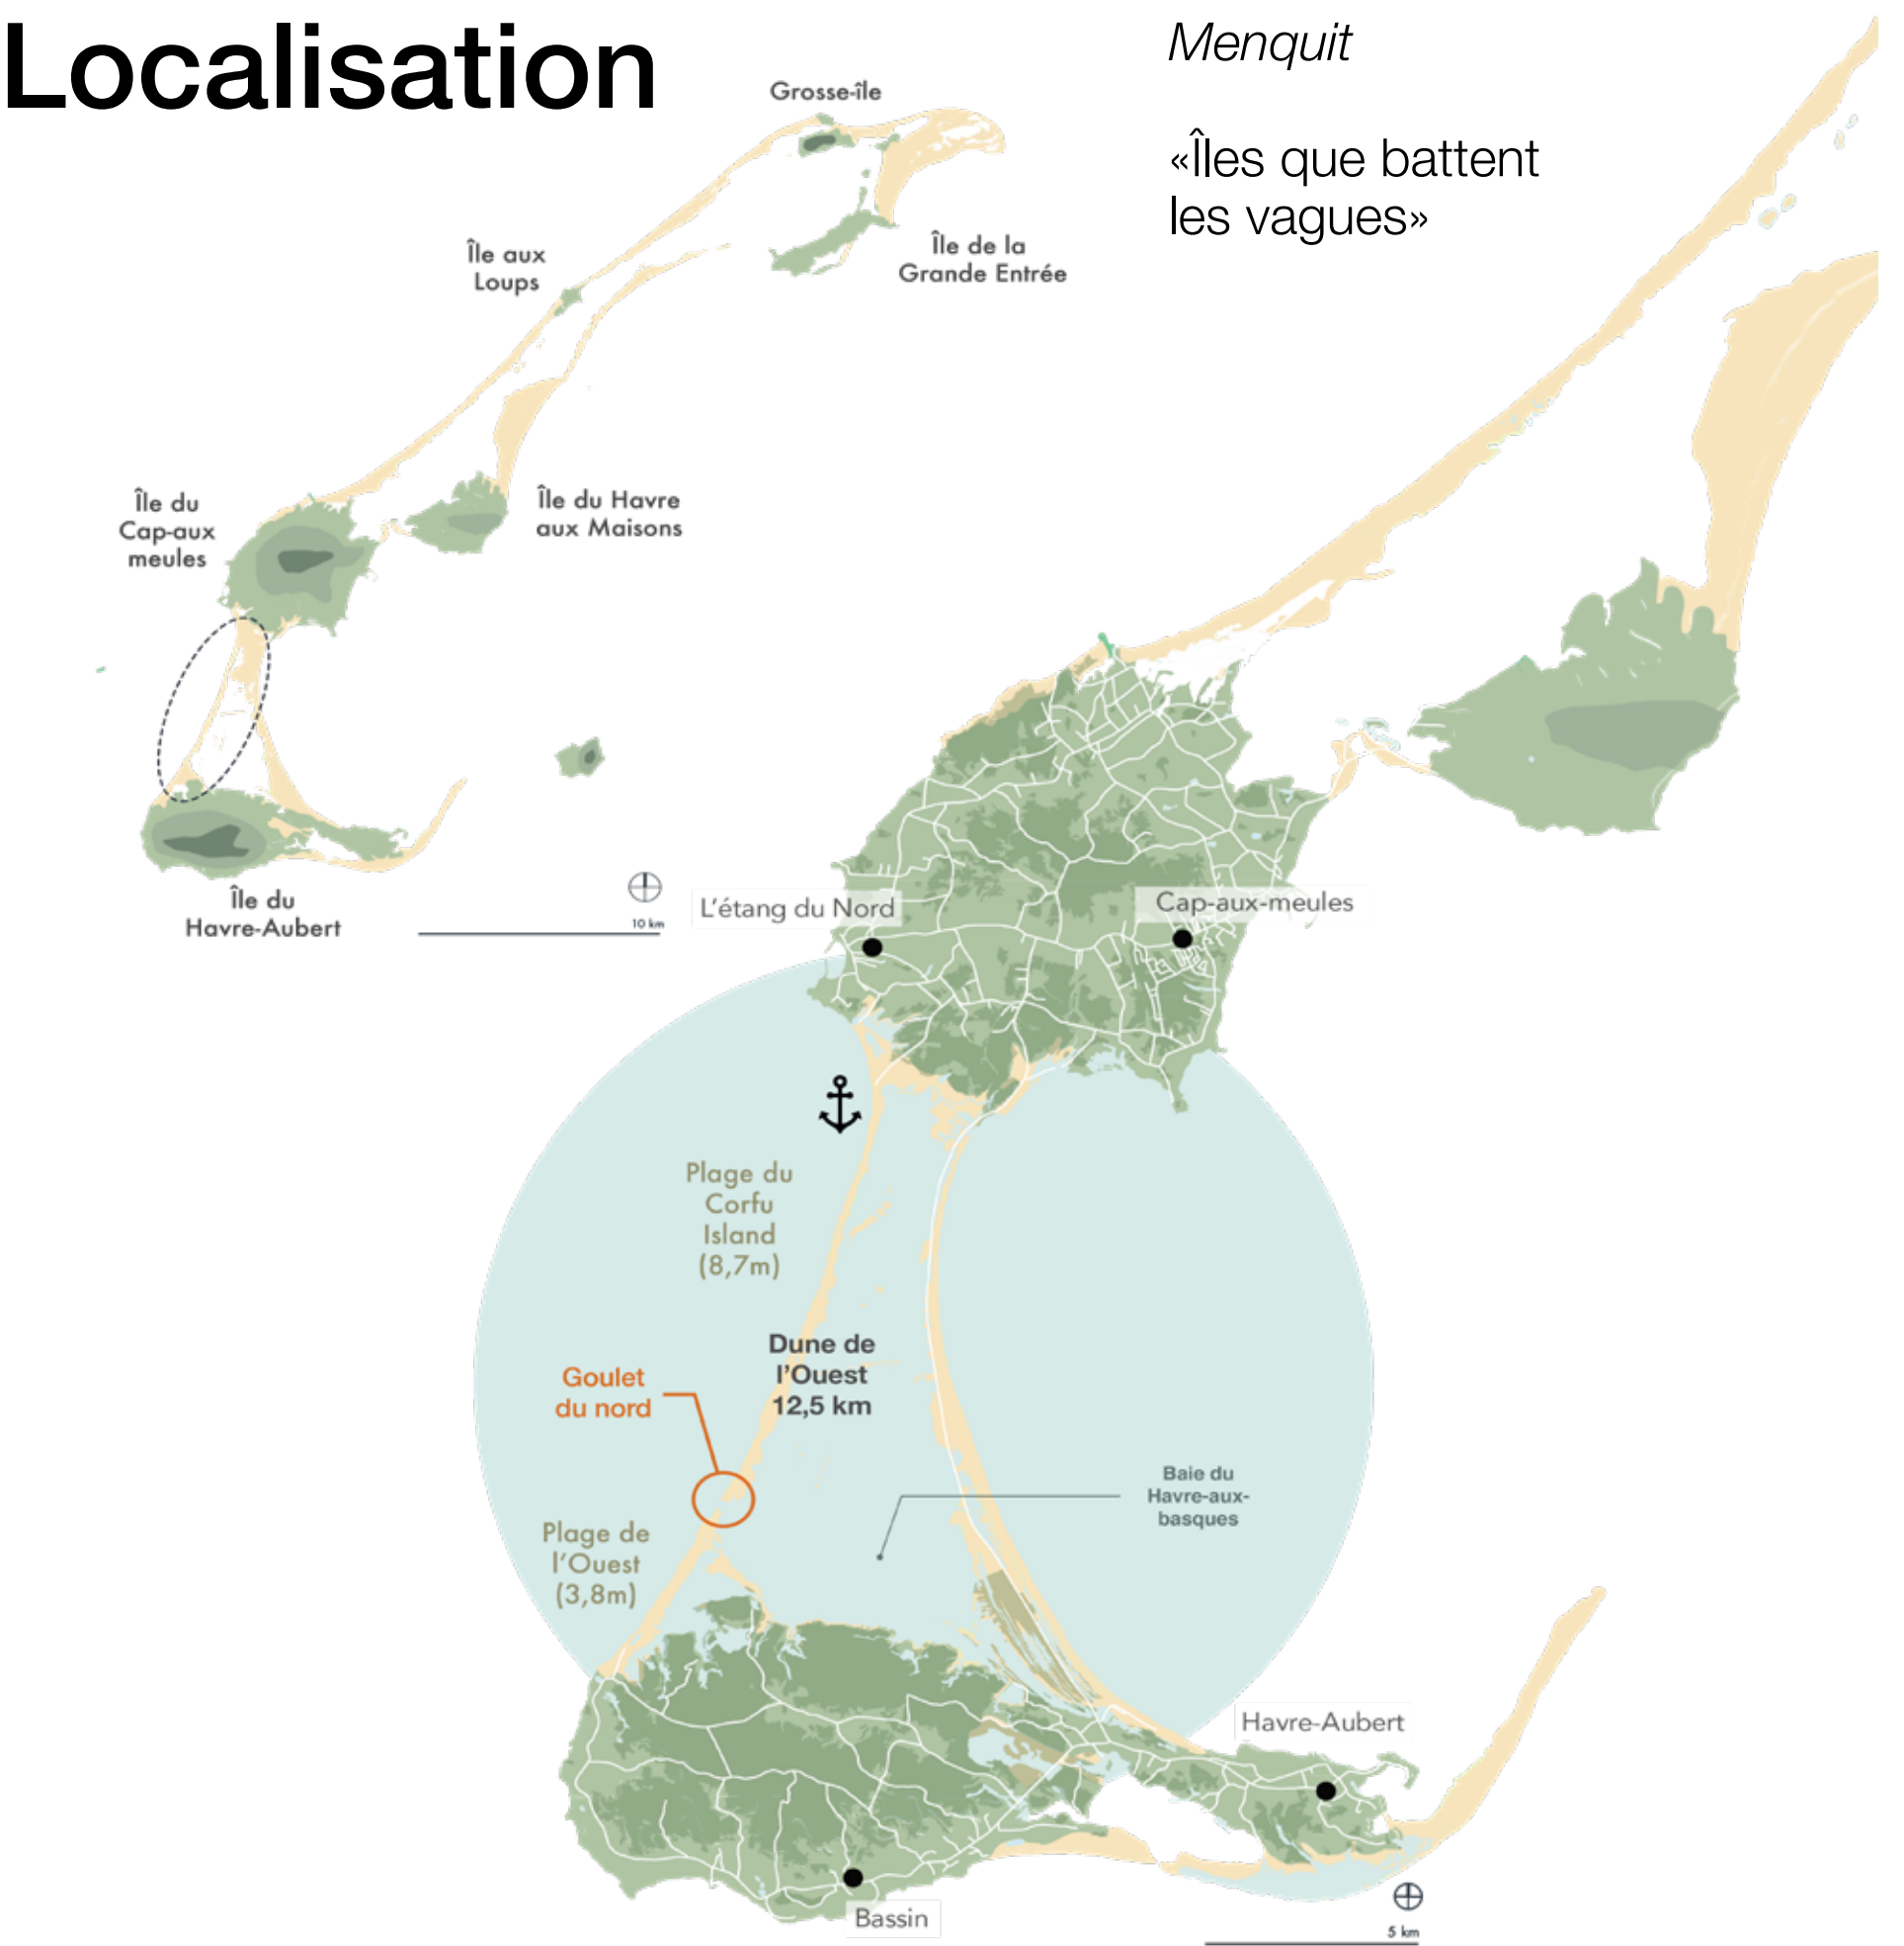 Localisation
Menquit
«Îles que battent
les vagues»
Grosse-île
Île de la
Grande Entrée
Île aux
Loups
Île du
Cap-aux
meules
Île du Havre
aux Maisons
Île du
Havre-Aubert
10 km
L'étang du Nord
Cap-aux-meules
Plage du
Corfu
Island
(8,7m)
Dune de
l'Ouest
12,5 km
Goulet
du nord
Baie du
Havre-aux-
basques
Plage de
l'Ouest
(3,8m)
Havre-Aubert
Bassin
5 km